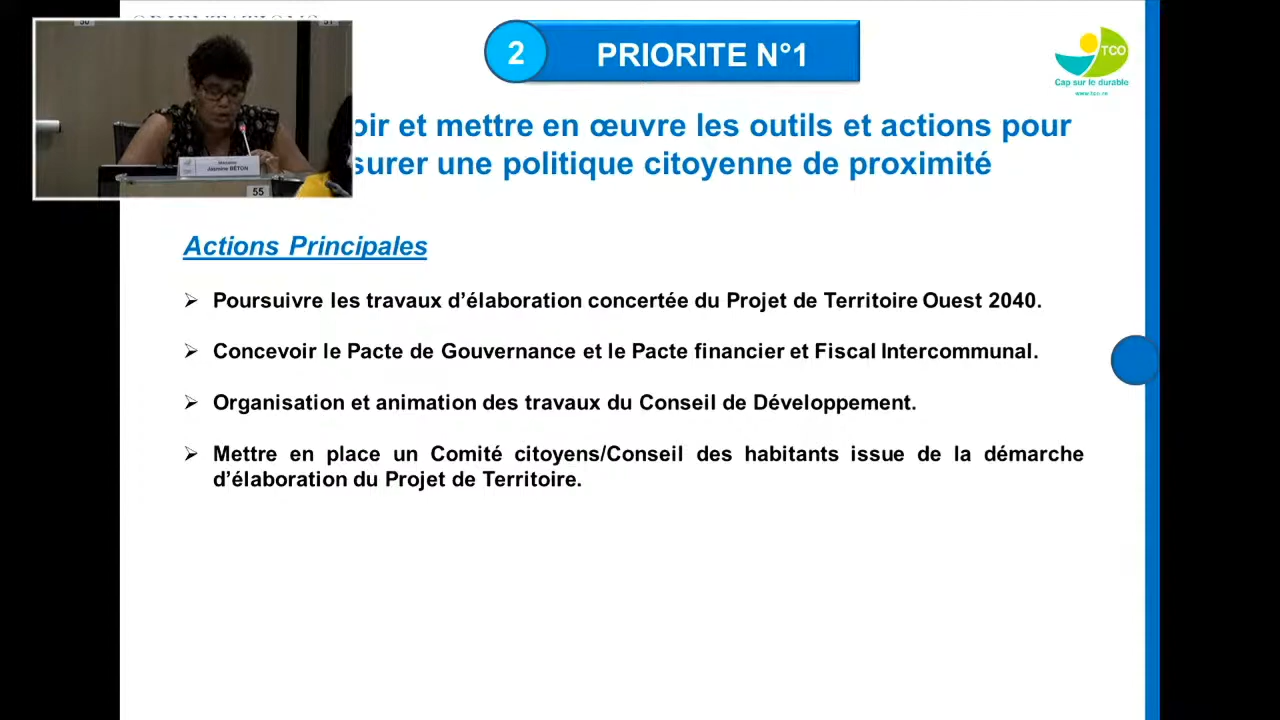 2
PRIORITE N°1
TCO
Cap sur le durable
www.tco.re
oir et mettre en œuvre les outils et actions pour
surer une politique citoyenne de proximité
Jasmine BÉTON
55
Actions Principales
➢ Poursuivre les travaux d’élaboration concertée du Projet de Territoire Ouest 2040.
➢ Concevoir le Pacte de Gouvernance et le Pacte financier et Fiscal Intercommunal.
➢ Organisation et animation des travaux du Conseil de Développement.
➢ Mettre en place un Comité citoyens/Conseil des habitants issue de la démarche
d’élaboration du Projet de Territoire.